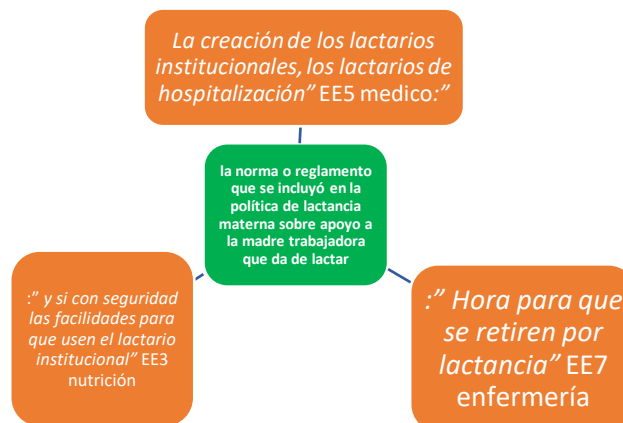 La creación de los lactarios
institucionales, los lactarios de
hospitalización” EE5 medico:”
la norma o reglamento
que se incluyó en la
política de lactancia
materna sobre apoyo a
la madre trabajadora
que da de lactar
:” y si con seguridad
las facilidades para
que usen el lactario
institucional” EE3
nutrición
:” Hora para que
se retiren por
lactancia” EE7
enfermería